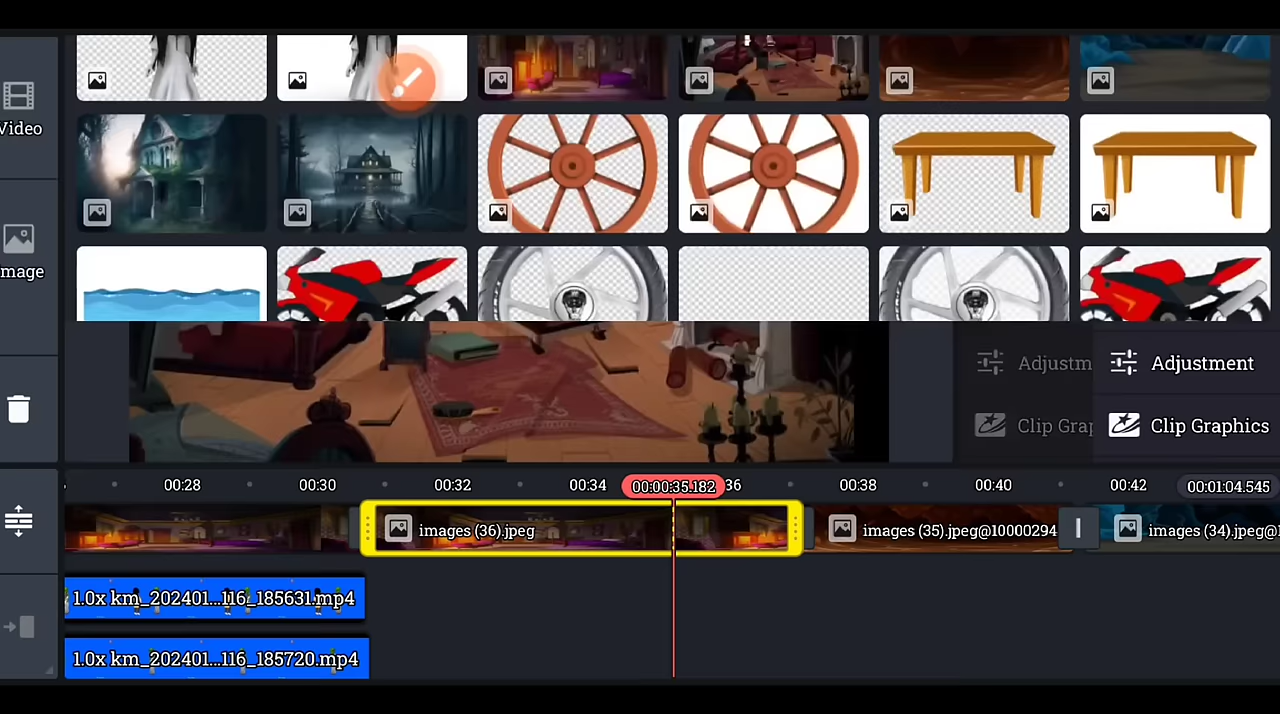 Video
mage
Adjustm
Adjustment
Clip Grap
Clip Graphics
00:28
00:30
00:32
00:34
00:00:35.182
36
00:38
00:40
00:42
00:01:04.545
images (36).jpeg
images (35).jpeg@10000294
images (34).jpeg@1
1.0x km_202401...116_185631.mp4
1.0x km_202401...116_185720.mp4